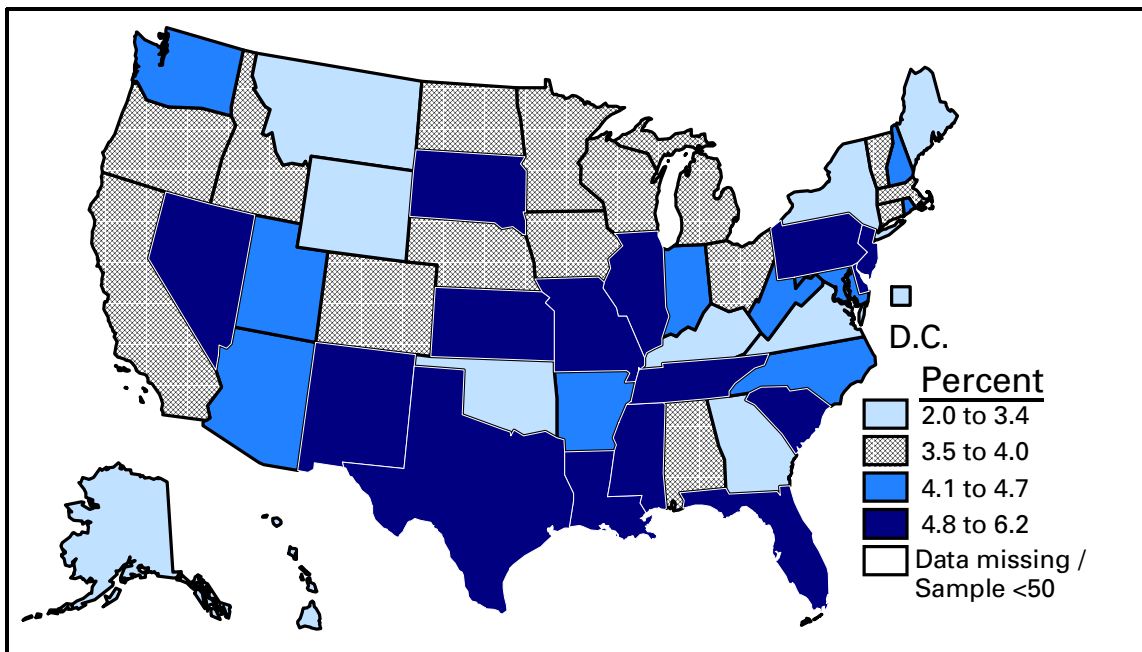 D.C.
Percent
2.0 to 3.4
3.5 to 4.0
4.1 to 4.7
4.8 to 6.2
Data missing /
Sample <50